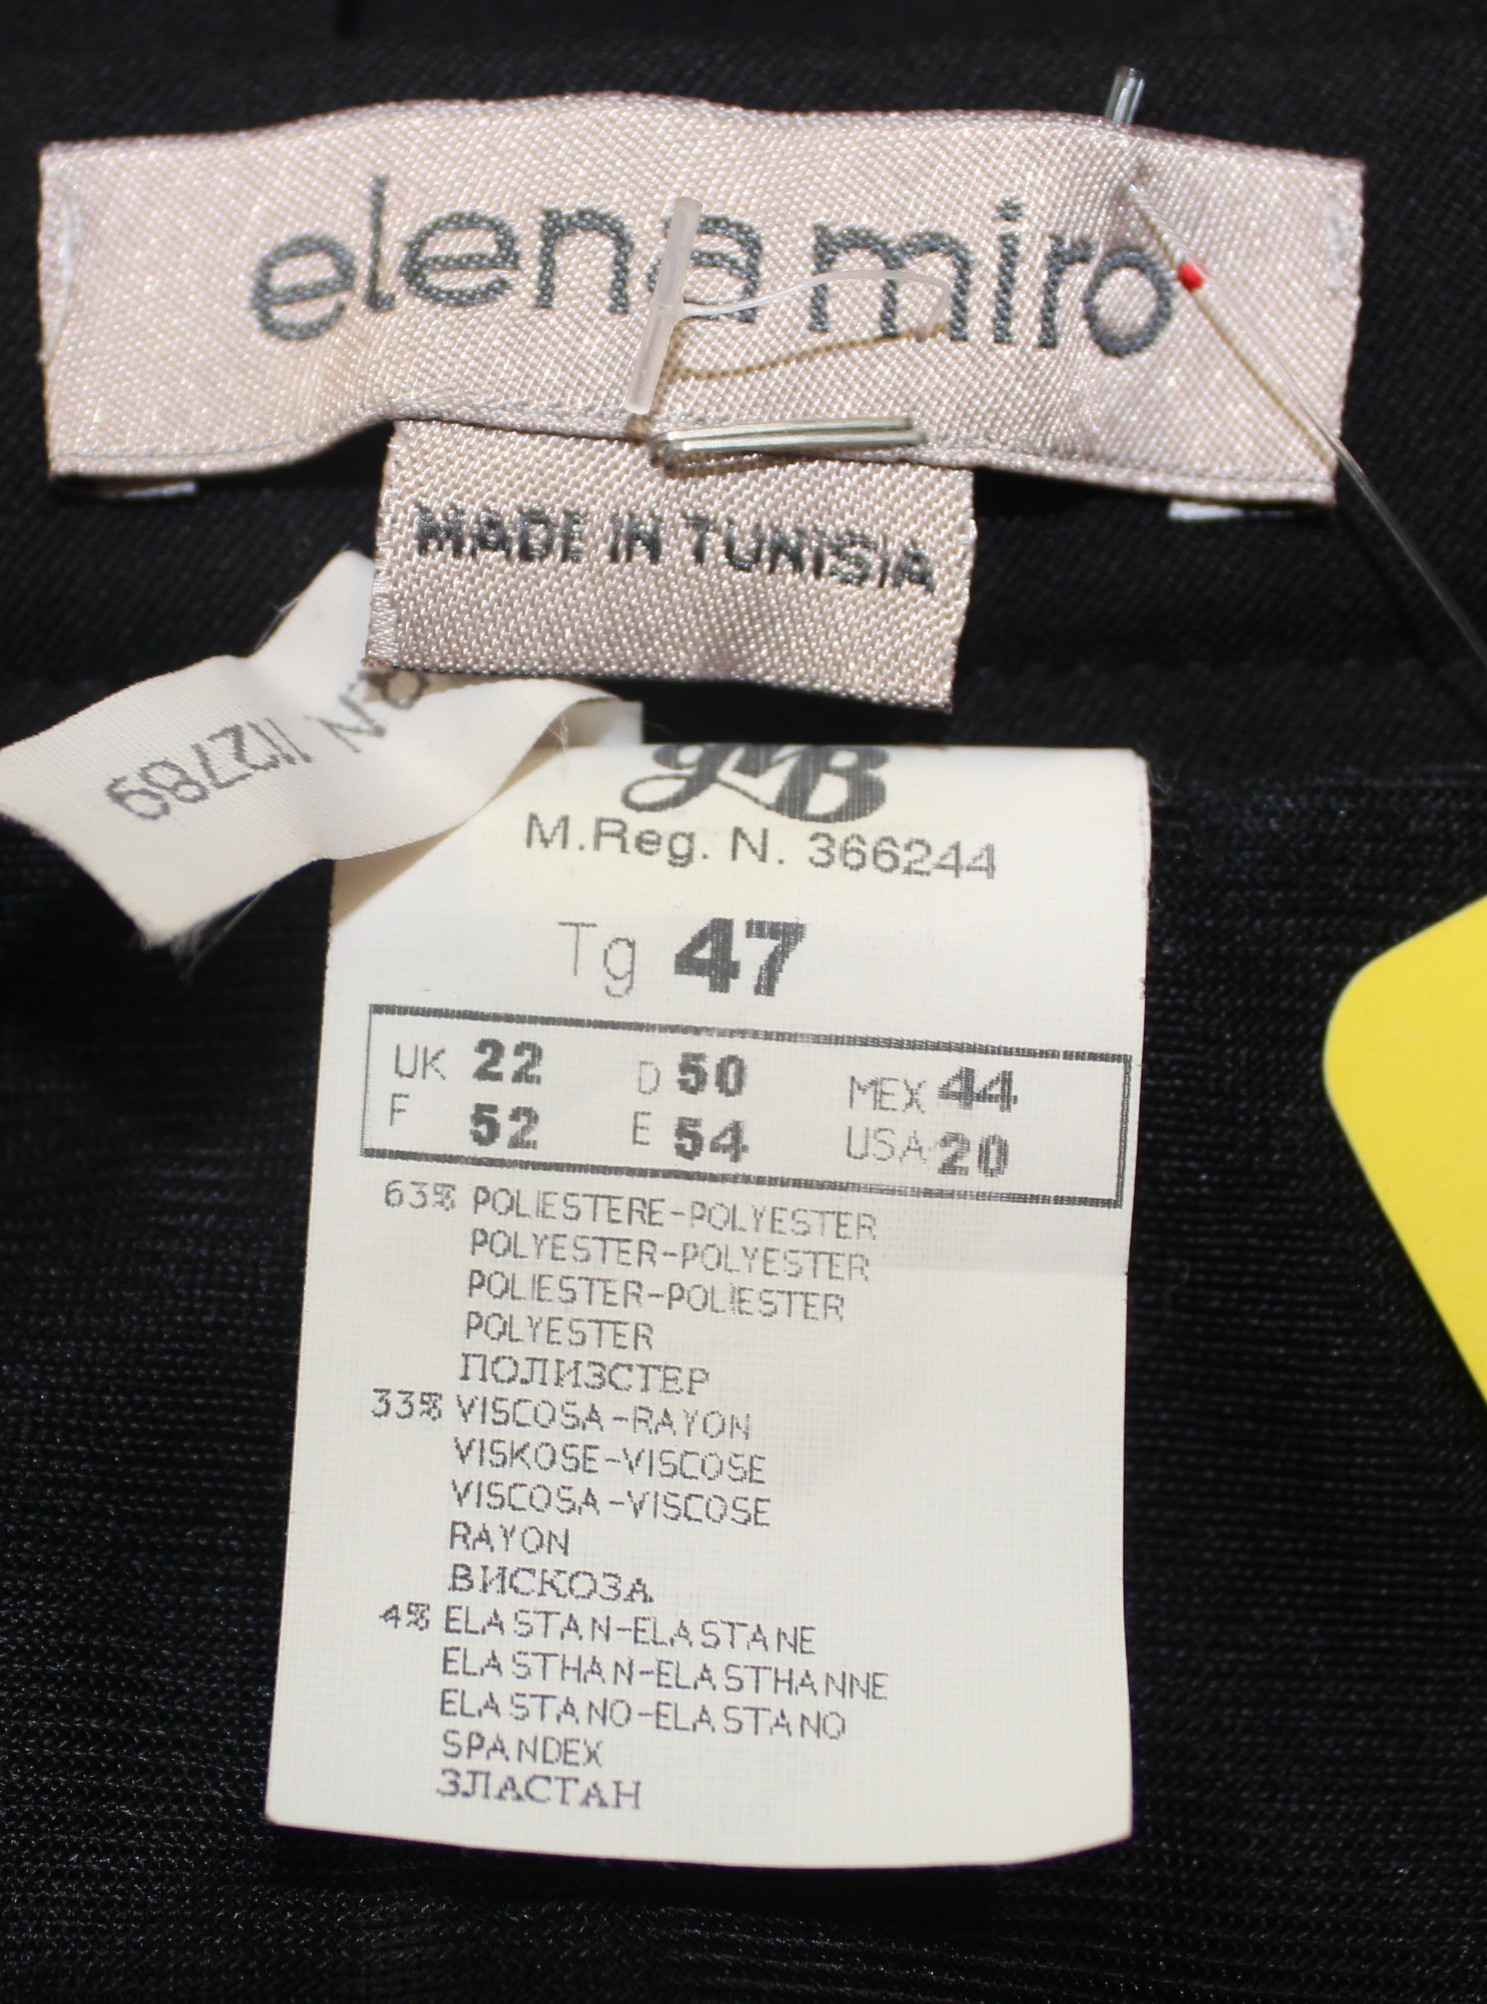 elena miro
MADE IN TUNISIA
112789
M.Reg. N. 366244
Tg 47
UK 22 D 50 MEX 44
F 52 E 54 USA 20
63% POLIESTERE-POLYESTER
POLYESTER-POLYESTER
POLIESTER-POLIESTER
POLYESTER
ПОЛИЗСТЕР
33% VISCOSA-RAYON
VISKOSE-VISCOSE
VISCOSA-VISCOSE
RAYON
ВИСКОЗА
4% ELASTAN-ELASTANE
ELASTHAN-ELASTHANNE
ELASTANO-ELASTANO
SPANDEX
ЗЛАСТАН